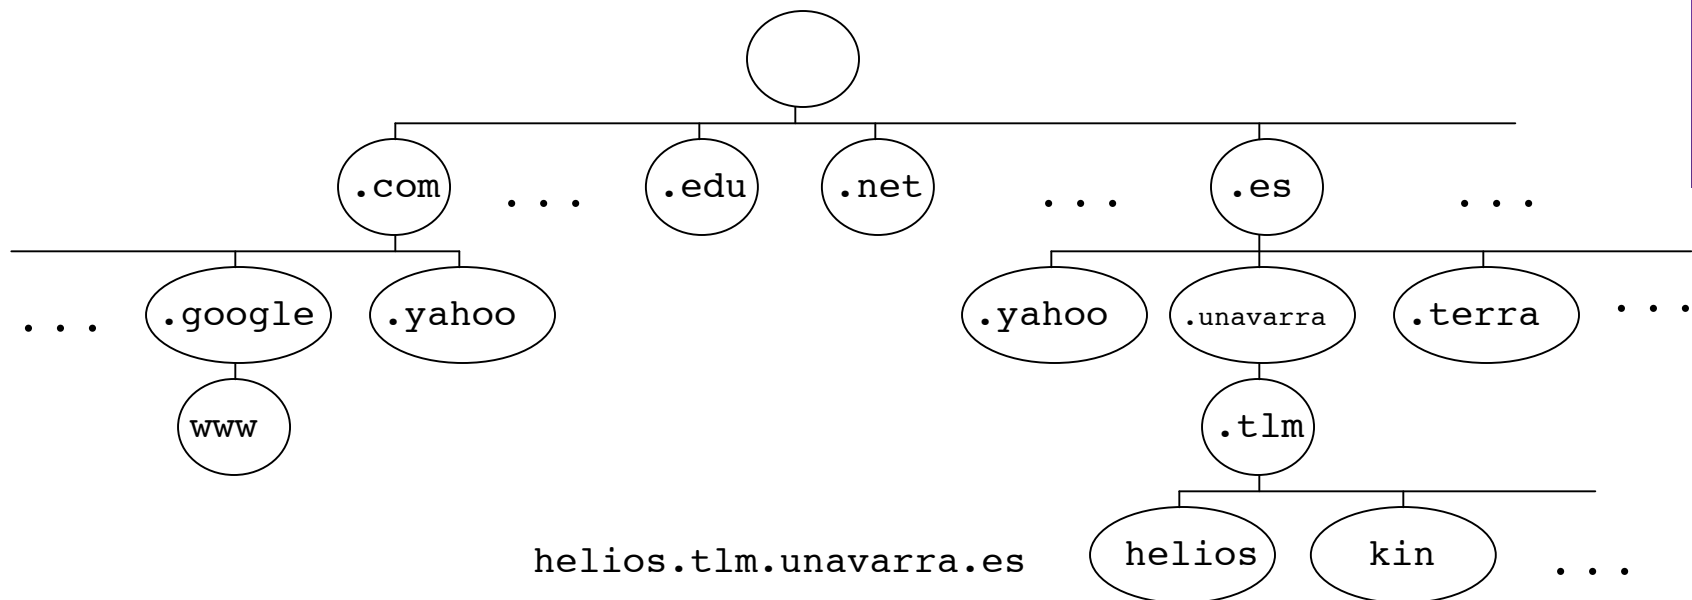 .com ... .edu .net ... .es ...
... .google .yahoo .yahoo .unavarra .terra ...
www .tlm
helios.tlm.unavarra.es helios kin ...